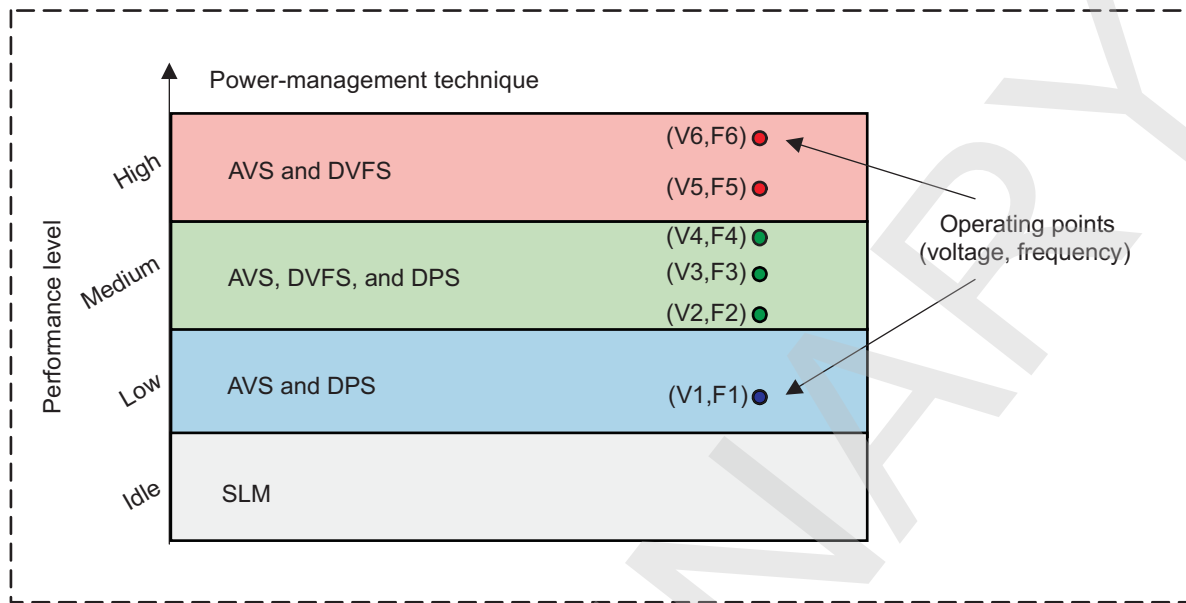 Power-management technique
High
AVS and DVFS
(V6,F6)
(V5,F5)
Medium
AVS, DVFS, and DPS
(V4,F4)
(V3,F3)
(V2,F2)
Low
AVS and DPS
(V1,F1)
Idle
SLM
Performance level
Operating points
(voltage, frequency)
NARY